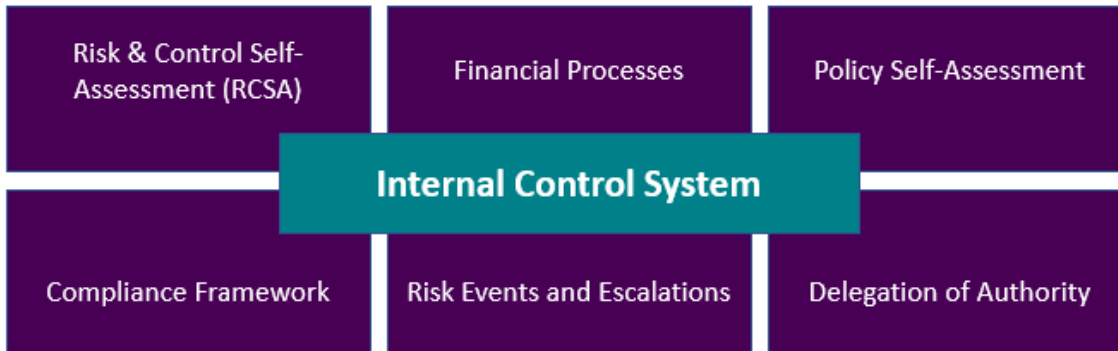 Risk & Control Self-
Assessment (RCSA)
Financial Processes
Policy Self-Assessment
Internal Control System
Compliance Framework
Risk Events and Escalations
Delegation of Authority